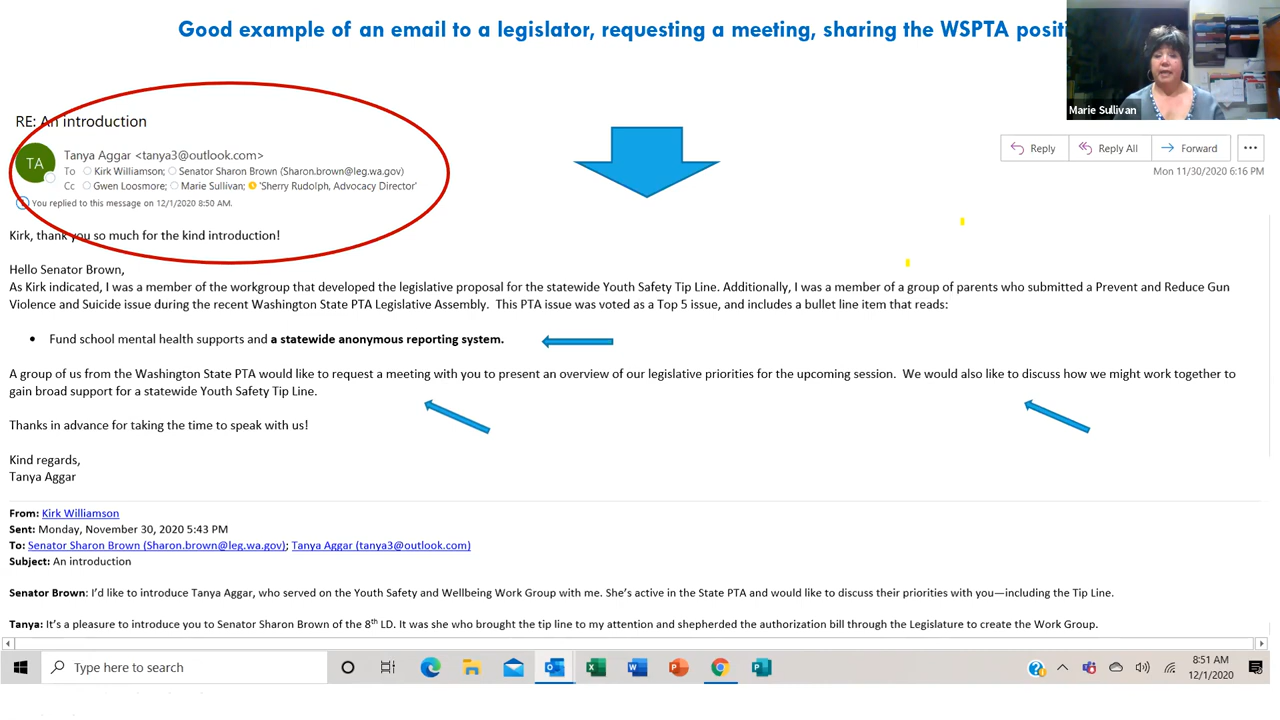 Good example of an email to a legislator, requesting a meeting, sharing the WSPTA positi
Marie Sullivan
RE: An introduction
Reply
Reply All
Forward
TA
Tanya Aggar <tanya3@outlook.com>
To Kirk Williamson; Senator Sharon Brown (Sharon.brown@leg.wa.gov)
Mon 11/30/2020 6:16 PM
Cc Gwen Loosmore; Marie Sullivan; 'Sherry Rudolph, Advocacy Director'
You replied to this message on 12/1/2020 8:50 AM.
Kirk, thank you so much for the kind introduction!
Hello Senator Brown,
As Kirk indicated, I was a member of the workgroup that developed the legislative proposal for the statewide Youth Safety Tip Line. Additionally, I was a member of a group of parents who submitted a Prevent and Reduce Gun
Violence and Suicide issue during the recent Washington State PTA Legislative Assembly. This PTA issue was voted as a Top 5 issue, and includes a bullet line item that reads:
• Fund school mental health supports and a statewide anonymous reporting system.
A group of us from the Washington State PTA would like to request a meeting with you to present an overview of our legislative priorities for the upcoming session. We would also like to discuss how we might work together to
gain broad support for a statewide Youth Safety Tip Line.
Thanks in advance for taking the time to speak with us!
Kind regards,
Tanya Aggar
From: Kirk Williamson
Sent: Monday, November 30, 2020 5:43 PM
To: Senator Sharon Brown (Sharon.brown@leg.wa.gov); Tanya Aggar (tanya3@outlook.com)
Subject: An introduction
Senator Brown: I'd like to introduce Tanya Aggar, who served on the Youth Safety and Wellbeing Work Group with me. She's active in the State PTA and would like to discuss their priorities with you—including the Tip Line.
Tanya: It's a pleasure to introduce you to Senator Sharon Brown of the 8th LD. It was she who brought the tip line to my attention and shepherded the authorization bill through the Legislature to create the Work Group.
Type here to search
8:51 AM
12/1/2020